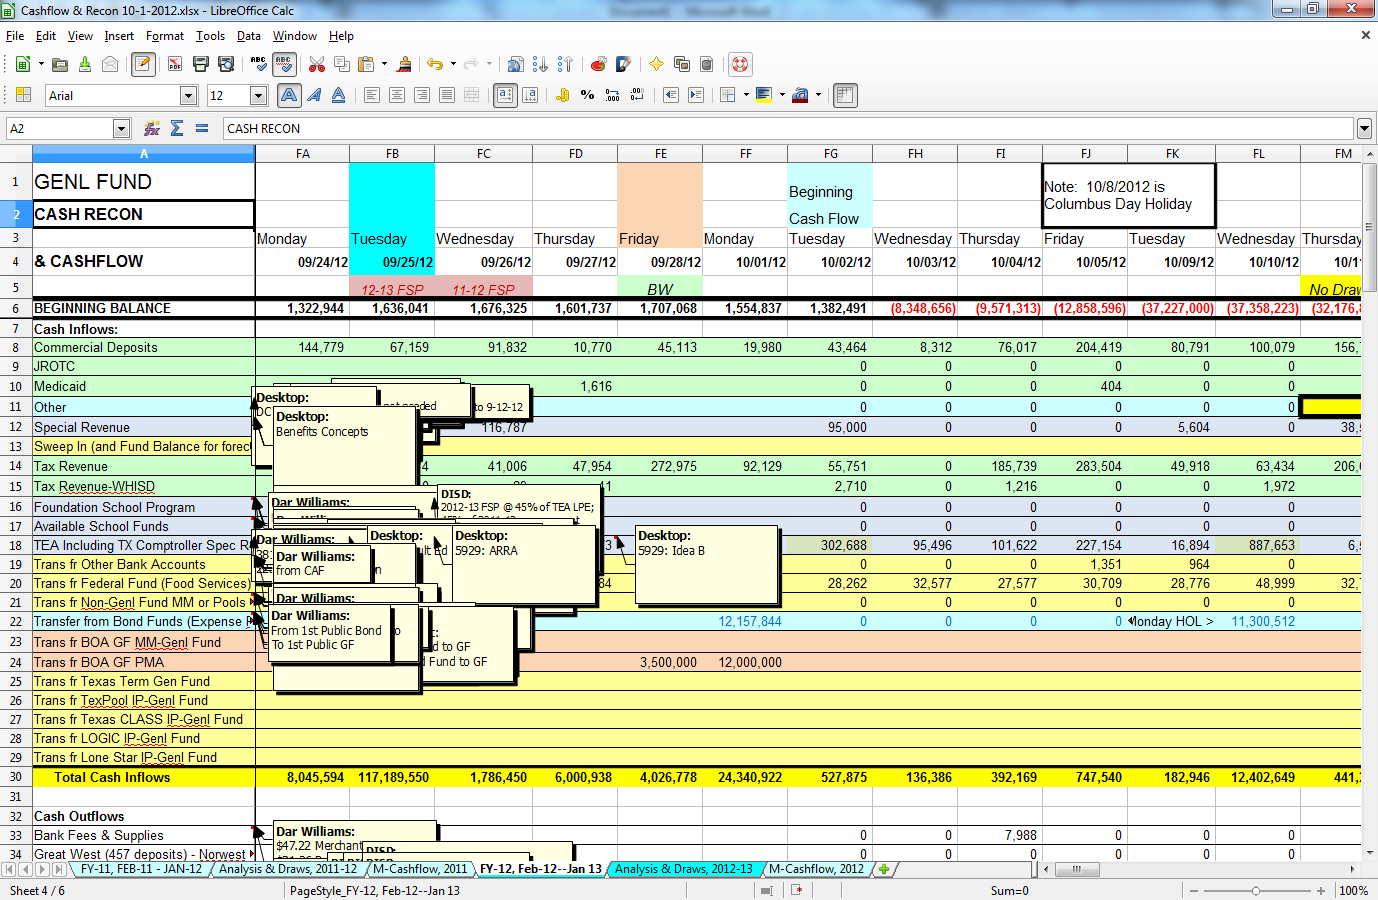 Cashflow & Recon 10-1-2012.xlsx - LibreOffice Calc
File Edit View Insert Format Tools Data Window Help
Arial 12
A2 CASH RECON
A FA FB FC FD FE FF FG FH FI FJ FK FL FM
1 GENL FUND Beginning Note: 10/8/2012 is
2 CASH RECON Cash Flow Columbus Day Holiday
3 Monday Tuesday Wednesday Thursday Friday Monday Tuesday Wednesday Thursday Friday Tuesday Wednesday Thursday
4 & CASHFLOW 09/24/12 09/25/12 09/26/12 09/27/12 09/28/12 10/01/12 10/02/12 10/03/12 10/04/12 10/05/12 10/09/12 10/10/12 10/1
5 12-13 FSP 11-12 FSP BW No Draw
6 BEGINNING BALANCE 1,322,944 1,636,041 1,676,325 1,601,737 1,707,068 1,554,837 1,382,491 (8,348,656) (9,571,313) (12,858,596) (37,227,000) (37,358,223) (32,176,
7 Cash Inflows:
8 Commercial Deposits 144,779 67,159 91,832 10,770 45,113 19,980 43,464 8,312 76,017 204,419 80,791 100,079 156,
9 JROTC 0 0 0 0 0 0
10 Medicaid 1,616 0 0 0 404 0 0
11 Other 0 0 0 0 0 0
12 Special Revenue 116,787 95,000 0 0 0 5,604 0 38,
13 Sweep In (and Fund Balance for forec
14 Tax Revenue 4 41,006 47,954 272,975 92,129 55,751 0 185,739 283,504 49,918 63,434 206,
15 Tax Revenue-WHISD 2,710 0 1,216 0 0 1,972
16 Foundation School Program 0 0 0 0 0 0
17 Available School Funds 0 0 0 0 0 0
18 TEA Including TX Comptroller Spec R 302,688 95,496 101,622 227,154 16,894 887,653 6,
19 Trans fr Other Bank Accounts 0 0 0 1,351 964 0
20 Trans fr Federal Fund (Food Services) 84 28,262 32,577 27,577 30,709 28,776 48,999 32,
21 Trans fr Non-Genl Fund MM or Pools 0 0 0 0 0 0
22 Transfer from Bond Funds (Expense 12,157,844 0 0 0 0 Monday HOL > 11,300,512
23 Trans fr BOA GF MM-Genl Fund
24 Trans fr BOA GF PMA 3,500,000 12,000,000
25 Trans fr Texas Term Gen Fund
26 Trans fr TexPool IP-Genl Fund
27 Trans fr Texas CLASS IP-Genl Fund
28 Trans fr LOGIC IP-Genl Fund
29 Trans fr Lone Star IP-Genl Fund
30 Total Cash Inflows 8,045,594 117,189,550 1,786,450 6,000,938 4,026,778 24,340,922 527,875 136,386 392,169 747,540 182,946 12,402,649 441,
31
32 Cash Outflows
33 Bank Fees & Supplies 0 0 7,988 0 0 0
34 Great West (457 deposits) - Norwest 0 0 0 0 0 0
Desktop:
not needed
to 9-12-12
Desktop:
Benefits Concepts
Dar Williams:
DISD:
2012-13 FSP @ 45% of TEA LPE;
Dar Williams:
Desktop:
Desktop:
5929: ARRA
Desktop:
5929: Idea B
Dar Williams:
from CAF
Dar Williams:
Dar Williams:
From 1st Public Bond
To 1st Public GF
to GF
Fund to GF
Dar Williams:
$47.22 Merchant
FY-11, FEB-11 - JAN-12 Analysis & Draws, 2011-12 M-Cashflow, 2011 FY-12, Feb-12--Jan 13 Analysis & Draws, 2012-13 M-Cashflow, 2012
Sheet 4 / 6 PageStyle_FY-12, Feb-12--Jan 13 Sum=0 100%